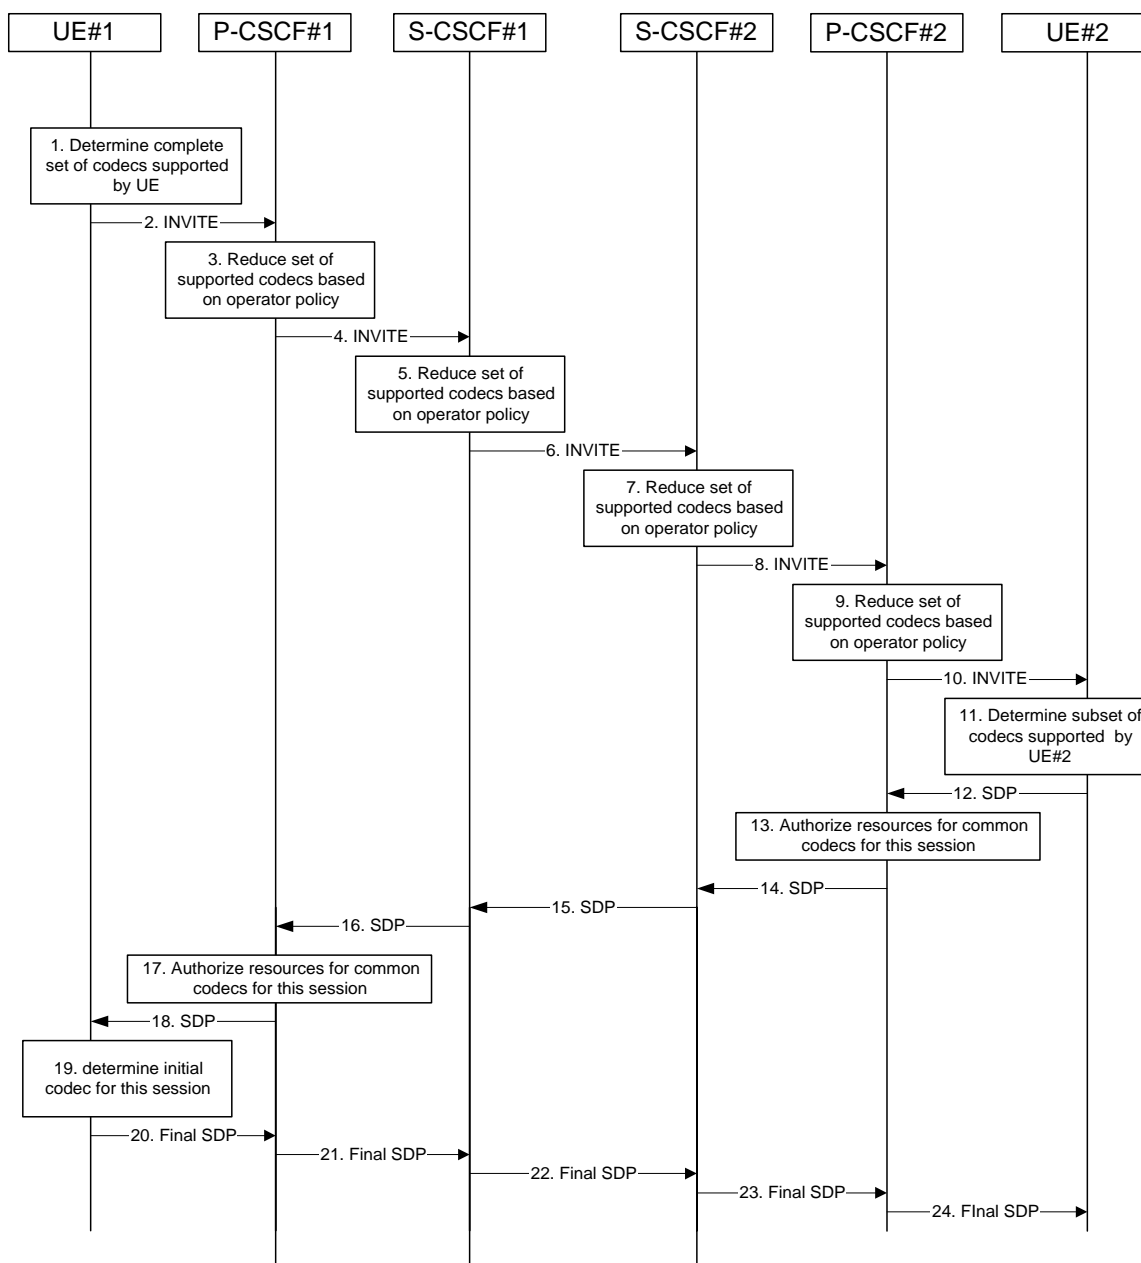 UE#1
P-CSCF#1
S-CSCF#1
S-CSCF#2
P-CSCF#2
UE#2
1. Determine complete
set of codecs supported
by UE
2. INVITE
3. Reduce set of
supported codecs based
on operator policy
4. INVITE
5. Reduce set of
supported codecs based
on operator policy
6. INVITE
7. Reduce set of
supported codecs based
on operator policy
8. INVITE
9. Reduce set of
supported codecs based
on operator policy
10. INVITE
11. Determine subset of
codecs supported by
UE#2
12. SDP
13. Authorize resources for common
codecs for this session
14. SDP
15. SDP
16. SDP
17. Authorize resources for common
codecs for this session
18. SDP
19. determine initial
codec for this session
20. Final SDP
21. Final SDP
22. Final SDP
23. Final SDP
24. FInal SDP